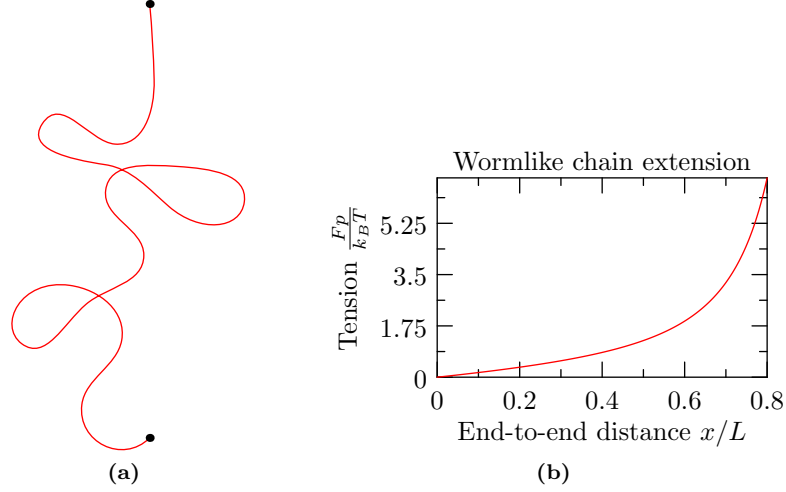 Wormlike chain extension
Tension Fp/k_BT
5.25
3.5
1.75
0
0 0.2 0.4 0.6 0.8
End-to-end distance x/L
(a) (b)